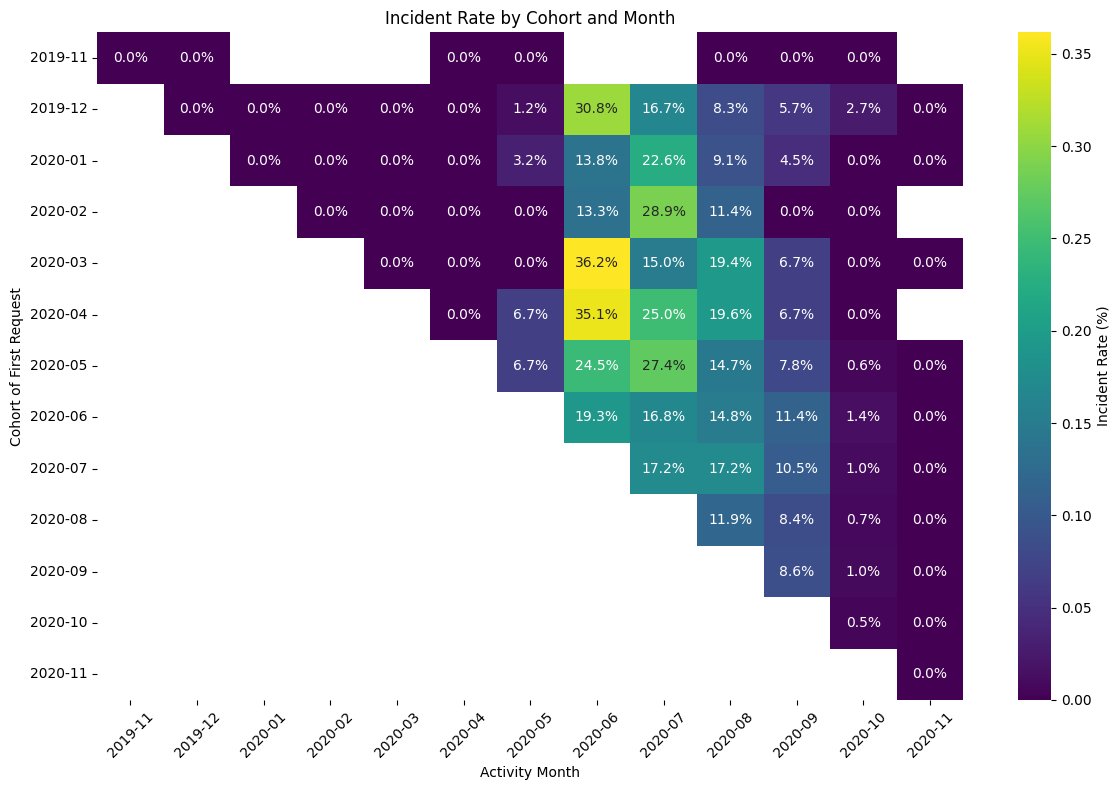 Incident Rate by Cohort and Month
Cohort of First Request
2019-11 0.0% 0.0% 0.0% 0.0% 0.0% 0.0% 0.0%
2019-12 0.0% 0.0% 0.0% 0.0% 0.0% 1.2% 30.8% 16.7% 8.3% 5.7% 2.7% 0.0%
2020-01 0.0% 0.0% 0.0% 0.0% 3.2% 13.8% 22.6% 9.1% 4.5% 0.0% 0.0%
2020-02 0.0% 0.0% 0.0% 0.0% 13.3% 28.9% 11.4% 0.0% 0.0%
2020-03 0.0% 0.0% 0.0% 36.2% 15.0% 19.4% 6.7% 0.0% 0.0%
2020-04 0.0% 6.7% 35.1% 25.0% 19.6% 6.7% 0.0%
2020-05 6.7% 24.5% 27.4% 14.7% 7.8% 0.6% 0.0%
2020-06 19.3% 16.8% 14.8% 11.4% 1.4% 0.0%
2020-07 17.2% 17.2% 10.5% 1.0% 0.0%
2020-08 11.9% 8.4% 0.7% 0.0%
2020-09 8.6% 1.0% 0.0%
2020-10 0.5% 0.0%
2020-11 0.0%
2019-11 2019-12 2020-01 2020-02 2020-03 2020-04 2020-05 2020-06 2020-07 2020-08 2020-09 2020-10 2020-11
Activity Month
0.35
0.30
0.25
0.20
0.15
0.10
0.05
0.00
Incident Rate (%)